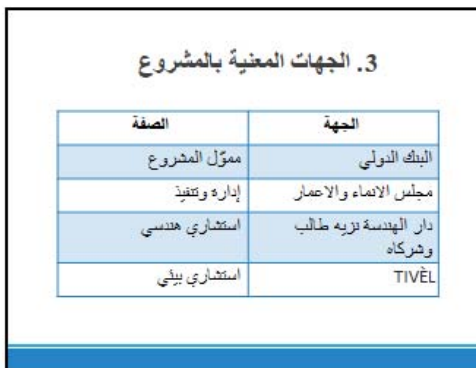 3. الجهات المعنية بالمشروع
الجهة الصفة
البنك الدولي مموّل المشروع
مجلس الانماء والاعمار إدارة وتنفيذ
دار الهندسة نزيه طالب استشاري هندسي
وشركاه
TIVÈL استشاري بيئي